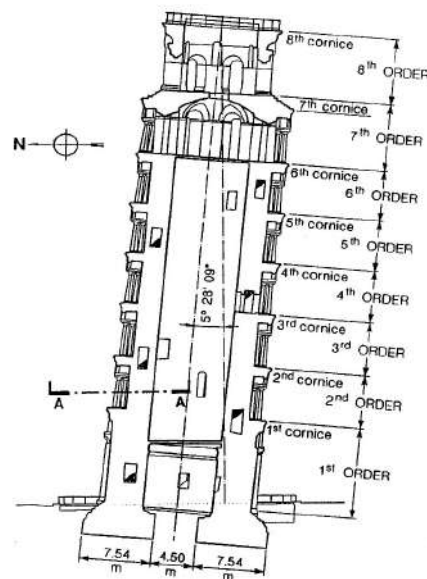 8th cornice
8th ORDER
7th cornice
7th ORDER
N
6th cornice
6th ORDER
5th cornice
5th ORDER
4th cornice
4th ORDER
5° 28' 09"
3rd cornice
3rd ORDER
2nd cornice
2nd ORDER
A A
1st cornice
1st ORDER
7.54 4.50 7.54
m m m